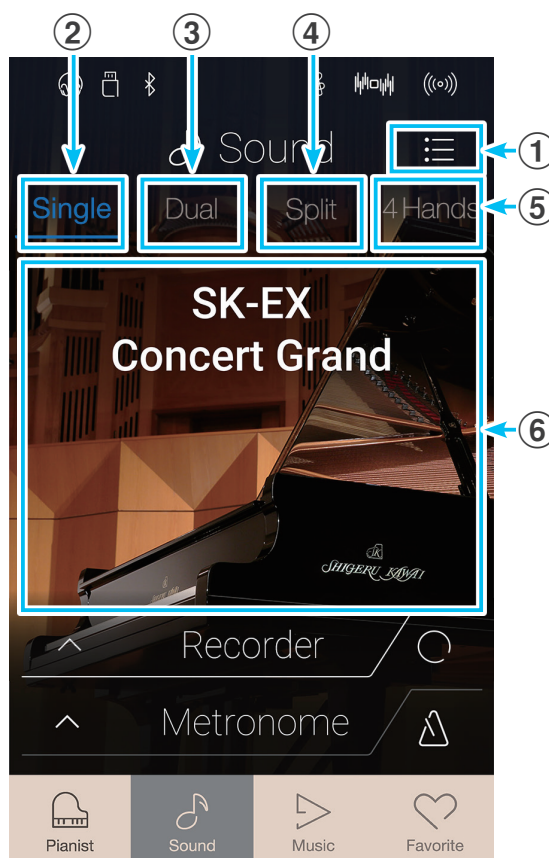 ② ③ ④
Sound
①
Single Dual Split 4 Hands
⑤
SK-EX
Concert Grand
⑥
SHIGERU KAWAI
Recorder
Metronome
Pianist Sound Music Favorite